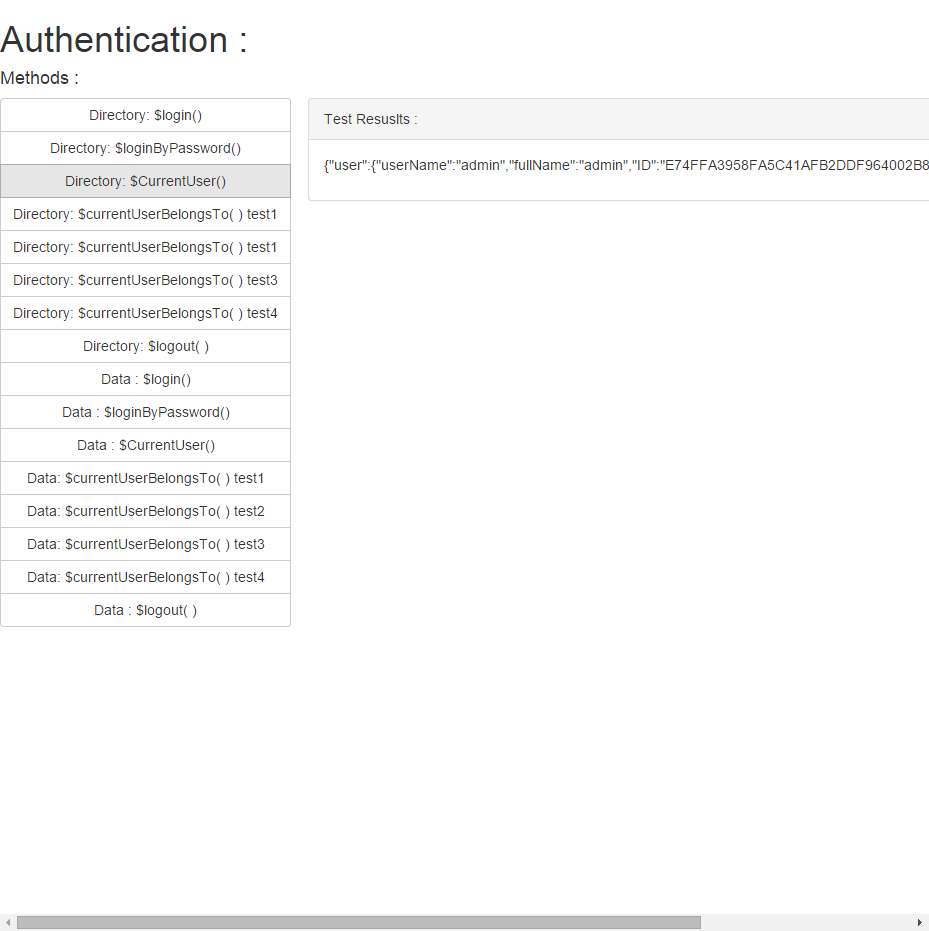 Authentication :
Methods :
Directory: $login()
Directory: $loginByPassword()
Directory: $CurrentUser()
Directory: $currentUserBelongsTo( ) test1
Directory: $currentUserBelongsTo( ) test1
Directory: $currentUserBelongsTo( ) test3
Directory: $currentUserBelongsTo( ) test4
Directory: $logout( )
Data : $login()
Data : $loginByPassword()
Data : $CurrentUser()
Data: $currentUserBelongsTo( ) test1
Data: $currentUserBelongsTo( ) test2
Data: $currentUserBelongsTo( ) test3
Data: $currentUserBelongsTo( ) test4
Data : $logout( )
Test Resuslts :
{"user":{"userName":"admin","fullName":"admin","ID":"E74FFA3958FA5C41AFB2DDF964002B8